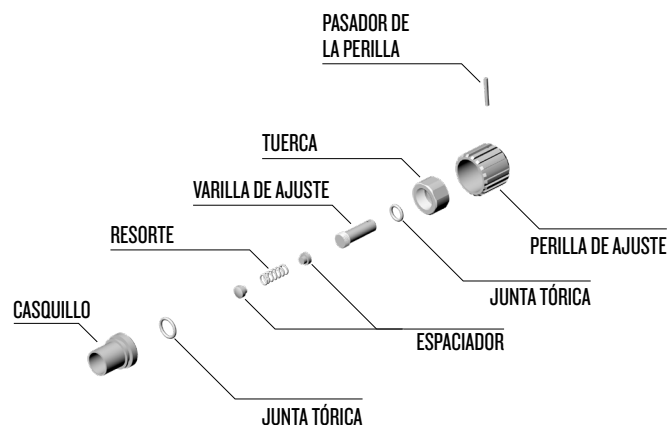 PASADOR DE
LA PERILLA
TUERCA
VARILLA DE AJUSTE
RESORTE
PERILLA DE AJUSTE
JUNTA TÓRICA
CASQUILLO
ESPACIADOR
JUNTA TÓRICA